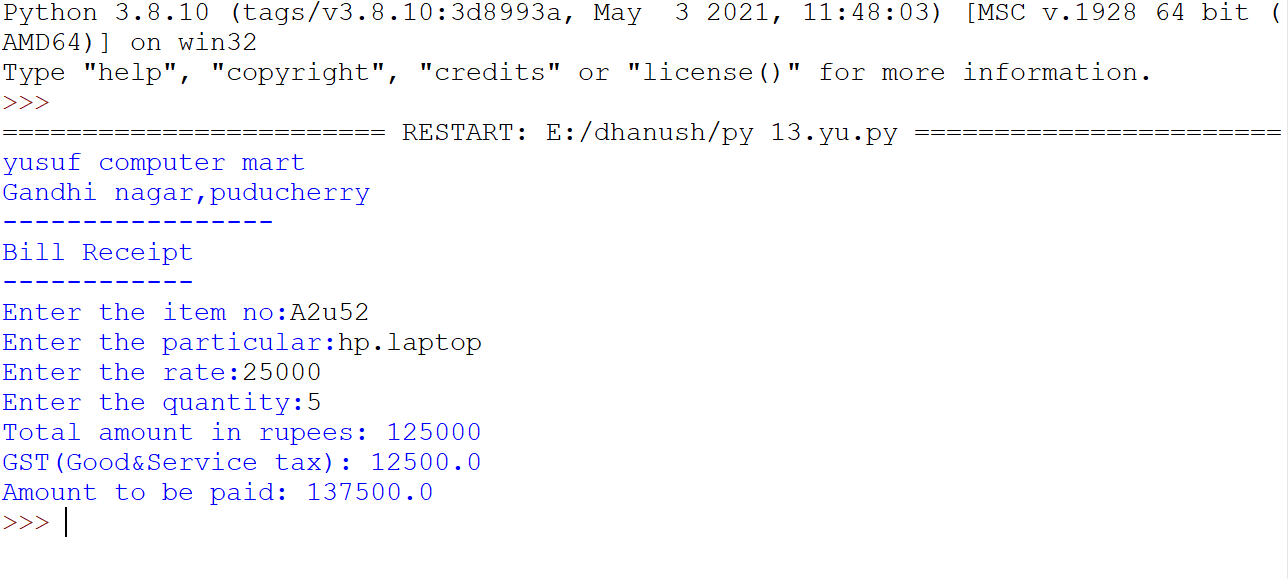 Python 3.8.10 (tags/v3.8.10:3d8993a, May  3 2021, 11:48:03) [MSC v.1928 64 bit (
AMD64)] on win32
Type "help", "copyright", "credits" or "license()" for more information.
>>>
======================== RESTART: E:/dhanush/py 13.yu.py =======================
yusuf computer mart
Gandhi nagar,puducherry
-----------------
Bill Receipt
------------
Enter the item no:A2u52
Enter the particular:hp.laptop
Enter the rate:25000
Enter the quantity:5
Total amount in rupees: 125000
GST(Good&Service tax): 12500.0
Amount to be paid: 137500.0
>>>